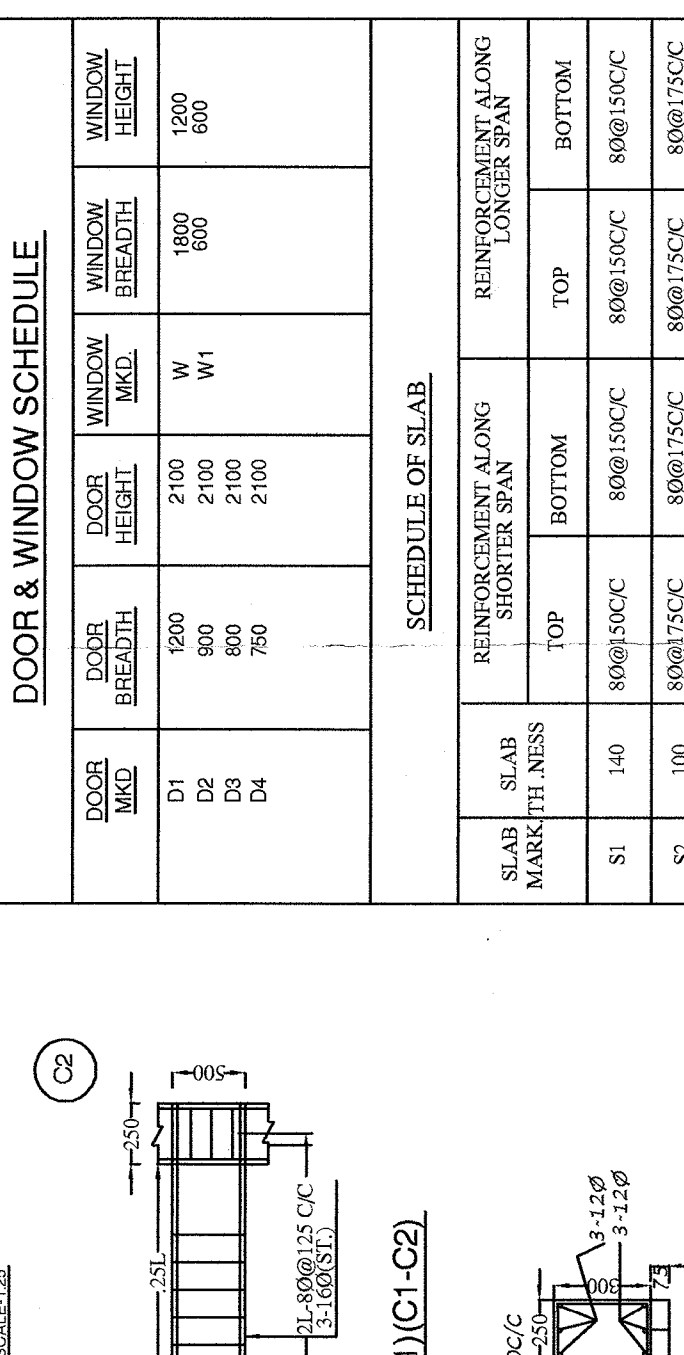 DOOR & WINDOW SCHEDULE
DOOR MKD DOOR BREADTH DOOR HEIGHT WINDOW MKD. WINDOW BREADTH WINDOW HEIGHT
D1 1200 2100 W 1800 1200
D2 900 2100 W1 600 600
D3 800 2100
D4 750 2100
SCHEDULE OF SLAB
SLAB MARK. SLAB TH .NESS REINFORCEMENT ALONG SHORTER SPAN REINFORCEMENT ALONG LONGER SPAN
TOP BOTTOM TOP BOTTOM
S1 140 8Ø@150C/C 8Ø@150C/C 8Ø@150C/C 8Ø@150C/C
S2 100 8Ø@175C/C 8Ø@175C/C 8Ø@175C/C 8Ø@175C/C
SCALE-1:25
C2
250
500
.25L
2L-8Ø@125 C/C
3-16Ø(ST.)
)(C1-C2)
C/C
250
300
75
3-12Ø
3-12Ø